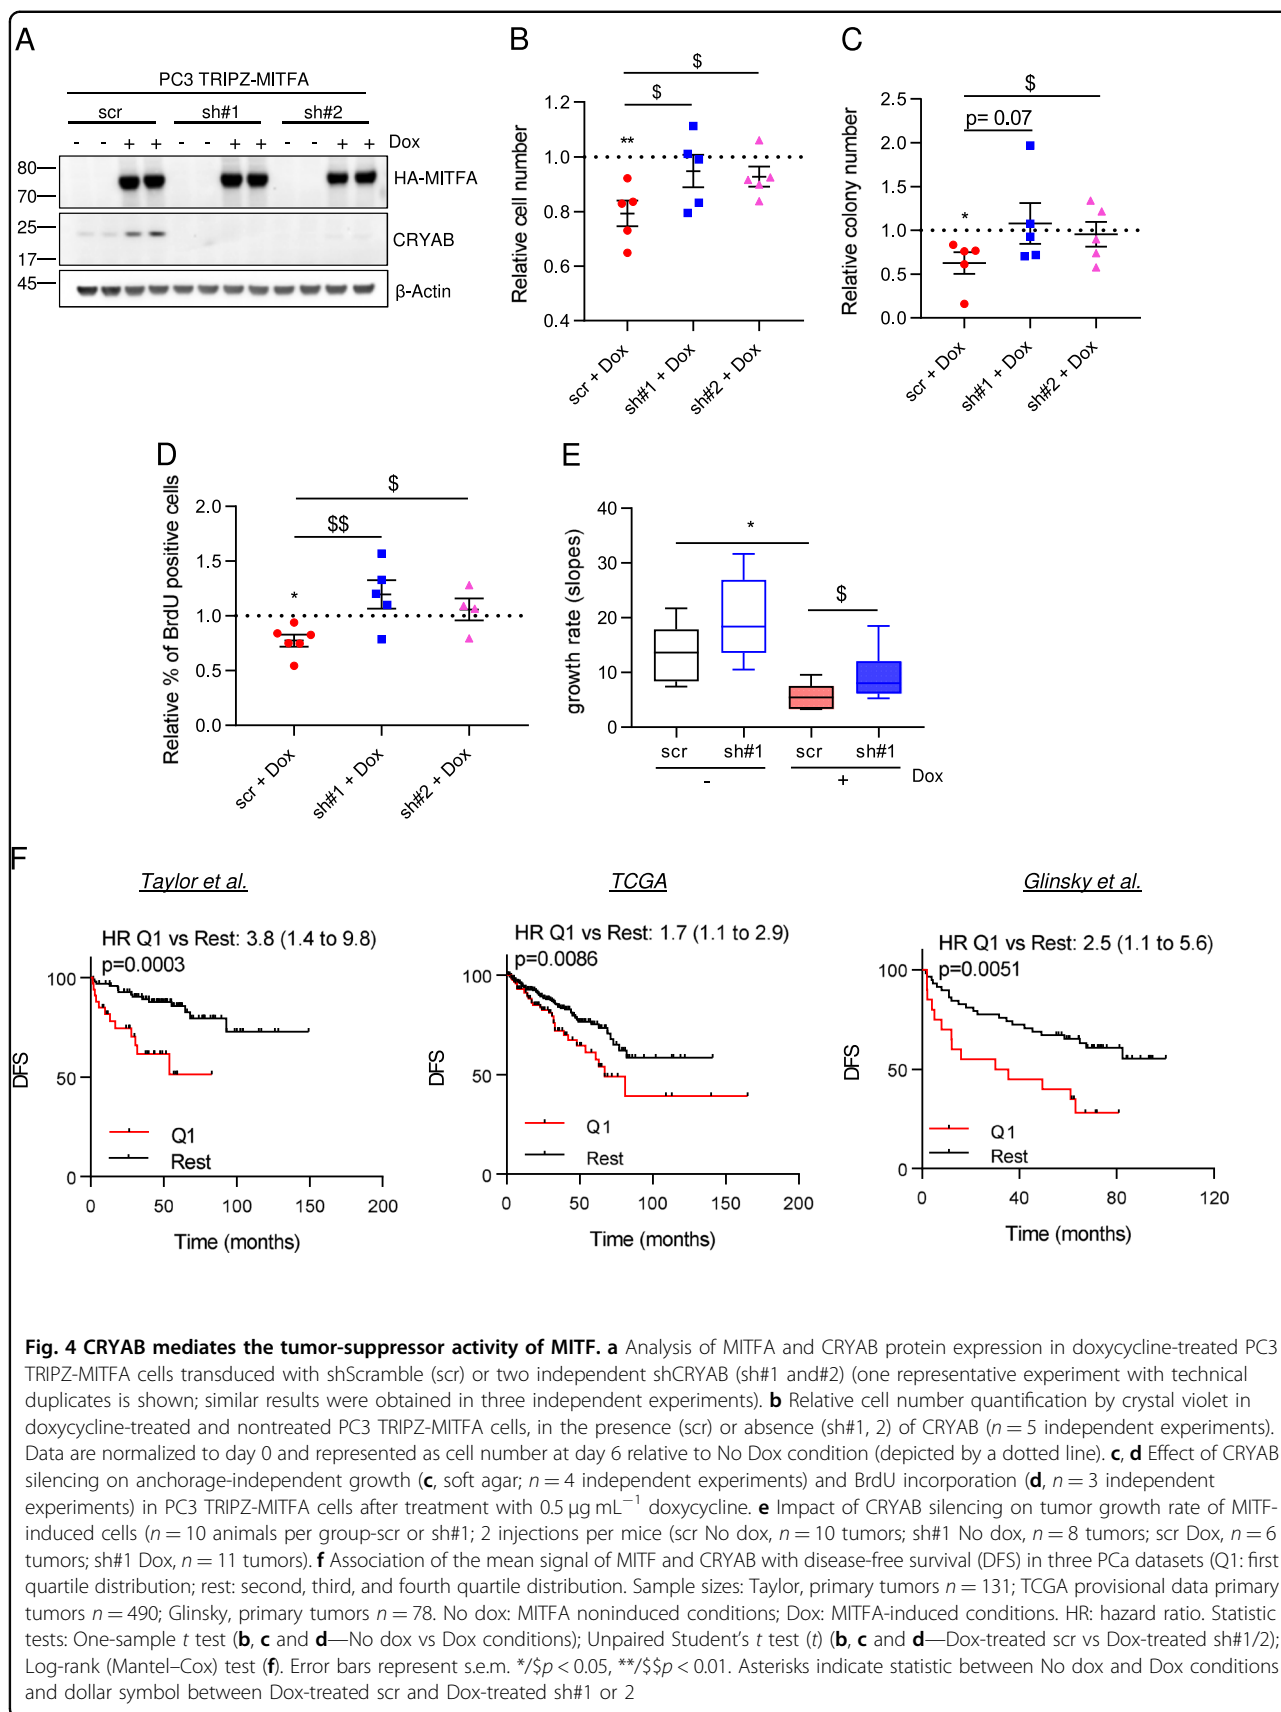 A
PC3 TRIPZ-MITFA
scr sh#1 sh#2
- - + + - - + + - - + + Dox
80
70
HA-MITFA
25
17
CRYAB
45
β-Actin
B
$
$
**
Relative cell number
1.2
1.0
0.8
0.6
0.4
scr + Dox
sh#1 + Dox
sh#2 + Dox
C
$
p= 0.07
*
Relative colony number
2.5
2.0
1.5
1.0
0.5
0.0
scr + Dox
sh#1 + Dox
sh#2 + Dox
D
$
$$
*
Relative % of BrdU positive cells
2.0
1.5
1.0
0.5
0.0
scr + Dox
sh#1 + Dox
sh#2 + Dox
E
*
$
growth rate (slopes)
40
30
20
10
0
scr sh#1 scr sh#1
- + Dox
F
Taylor et al.
HR Q1 vs Rest: 3.8 (1.4 to 9.8)
p=0.0003
100
50
0
DFS
Q1
Rest
0 50 100 150 200
Time (months)
TCGA
HR Q1 vs Rest: 1.7 (1.1 to 2.9)
p=0.0086
100
50
0
DFS
Q1
Rest
0 50 100 150 200
Time (months)
Glinsky et al.
HR Q1 vs Rest: 2.5 (1.1 to 5.6)
p=0.0051
100
50
0
DFS
Q1
Rest
0 40 80 120
Time (months)
Fig. 4 CRYAB mediates the tumor-suppressor activity of MITF. a Analysis of MITFA and CRYAB protein expression in doxycycline-treated PC3
TRIPZ-MITFA cells transduced with shScramble (scr) or two independent shCRYAB (sh#1 and#2) (one representative experiment with technical
duplicates is shown; similar results were obtained in three independent experiments). b Relative cell number quantification by crystal violet in
doxycycline-treated and nontreated PC3 TRIPZ-MITFA cells, in the presence (scr) or absence (sh#1, 2) of CRYAB (n = 5 independent experiments).
Data are normalized to day 0 and represented as cell number at day 6 relative to No Dox condition (depicted by a dotted line). c, d Effect of CRYAB
silencing on anchorage-independent growth (c, soft agar; n = 4 independent experiments) and BrdU incorporation (d, n = 3 independent
experiments) in PC3 TRIPZ-MITFA cells after treatment with 0.5 µg mL⁻¹ doxycycline. e Impact of CRYAB silencing on tumor growth rate of MITF-
induced cells (n = 10 animals per group-scr or sh#1; 2 injections per mice (scr No dox, n = 10 tumors; sh#1 No dox, n = 8 tumors; scr Dox, n = 6
tumors; sh#1 Dox, n = 11 tumors). f Association of the mean signal of MITF and CRYAB with disease-free survival (DFS) in three PCa datasets (Q1: first
quartile distribution; rest: second, third, and fourth quartile distribution. Sample sizes: Taylor, primary tumors n = 131; TCGA provisional data primary
tumors n = 490; Glinsky, primary tumors n = 78. No dox: MITFA noninduced conditions; Dox: MITFA-induced conditions. HR: hazard ratio. Statistic
tests: One-sample t test (b, c and d—No dox vs Dox conditions); Unpaired Student's t test (t) (b, c and d—Dox-treated scr vs Dox-treated sh#1/2);
Log-rank (Mantel–Cox) test (f). Error bars represent s.e.m. */$p < 0.05, **/$$p < 0.01. Asterisks indicate statistic between No dox and Dox conditions
and dollar symbol between Dox-treated scr and Dox-treated sh#1 or 2